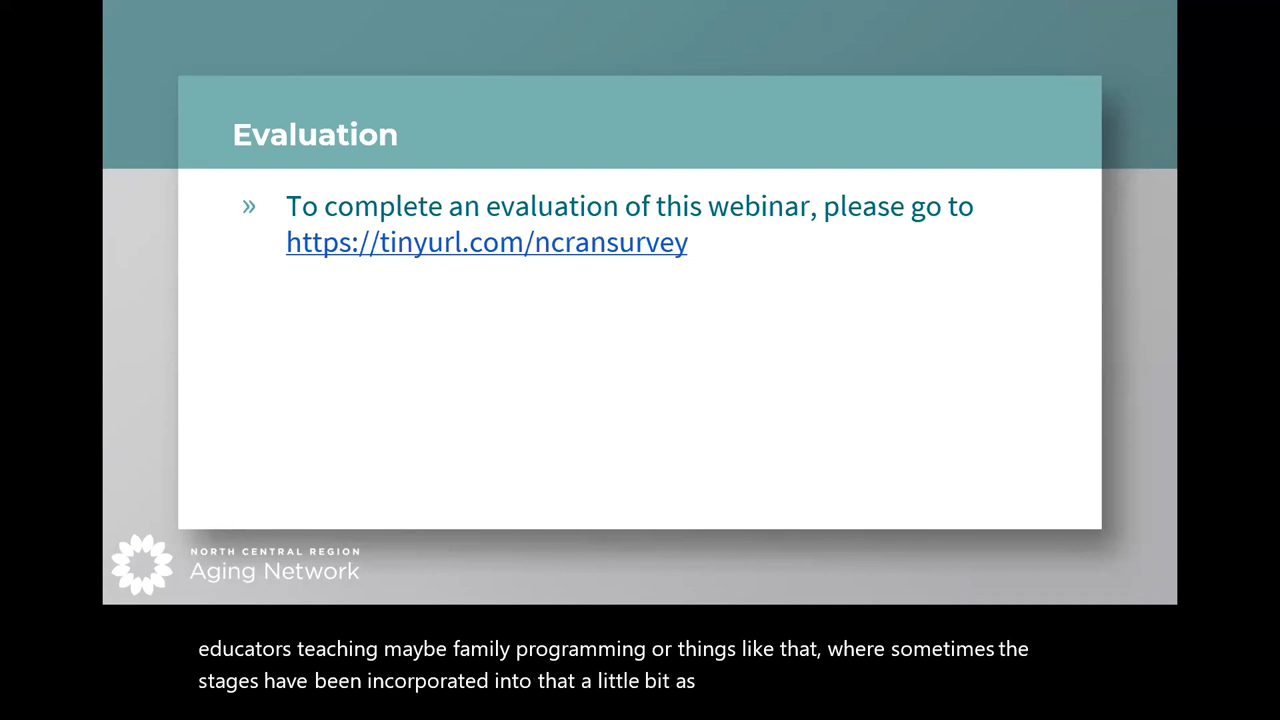 Evaluation
» To complete an evaluation of this webinar, please go to
https://tinyurl.com/ncransurvey
NORTH CENTRAL REGION
Aging Network
educators teaching maybe family programming or things like that, where sometimes the
stages have been incorporated into that a little bit as